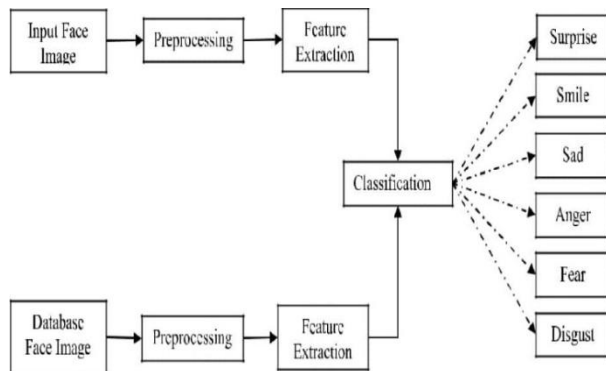 Input Face
Image
Preprocessing
Feature
Extraction
Surprise
Smile
Sad
Classification
Anger
Fear
Disgust
Database
Face Image
Preprocessing
Feature
Extraction